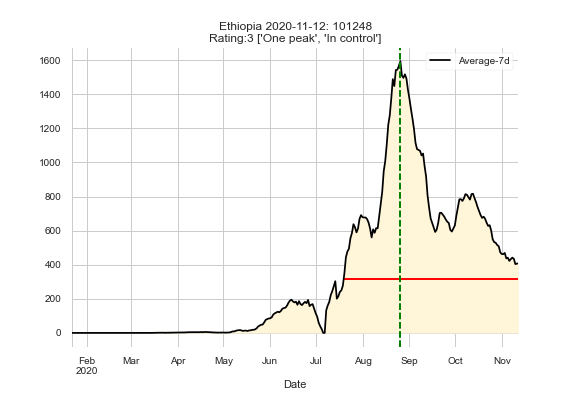 Ethiopia 2020-11-12: 101248
Rating:3 ['One peak', 'In control']
Average-7d
1600
1400
1200
1000
800
600
400
200
0
Feb Mar Apr May Jun Jul Aug Sep Oct Nov
2020
Date